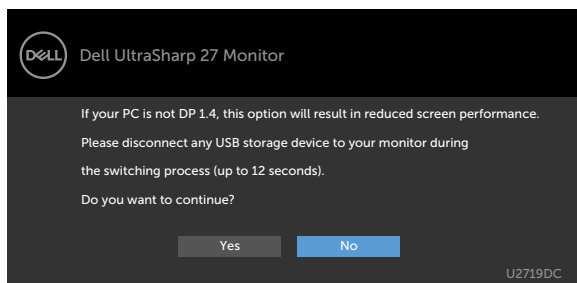 DELL
Dell UltraSharp 27 Monitor
If your PC is not DP 1.4, this option will result in reduced screen performance.
Please disconnect any USB storage device to your monitor during
the switching process (up to 12 seconds).
Do you want to continue?
Yes
No
U2719DC